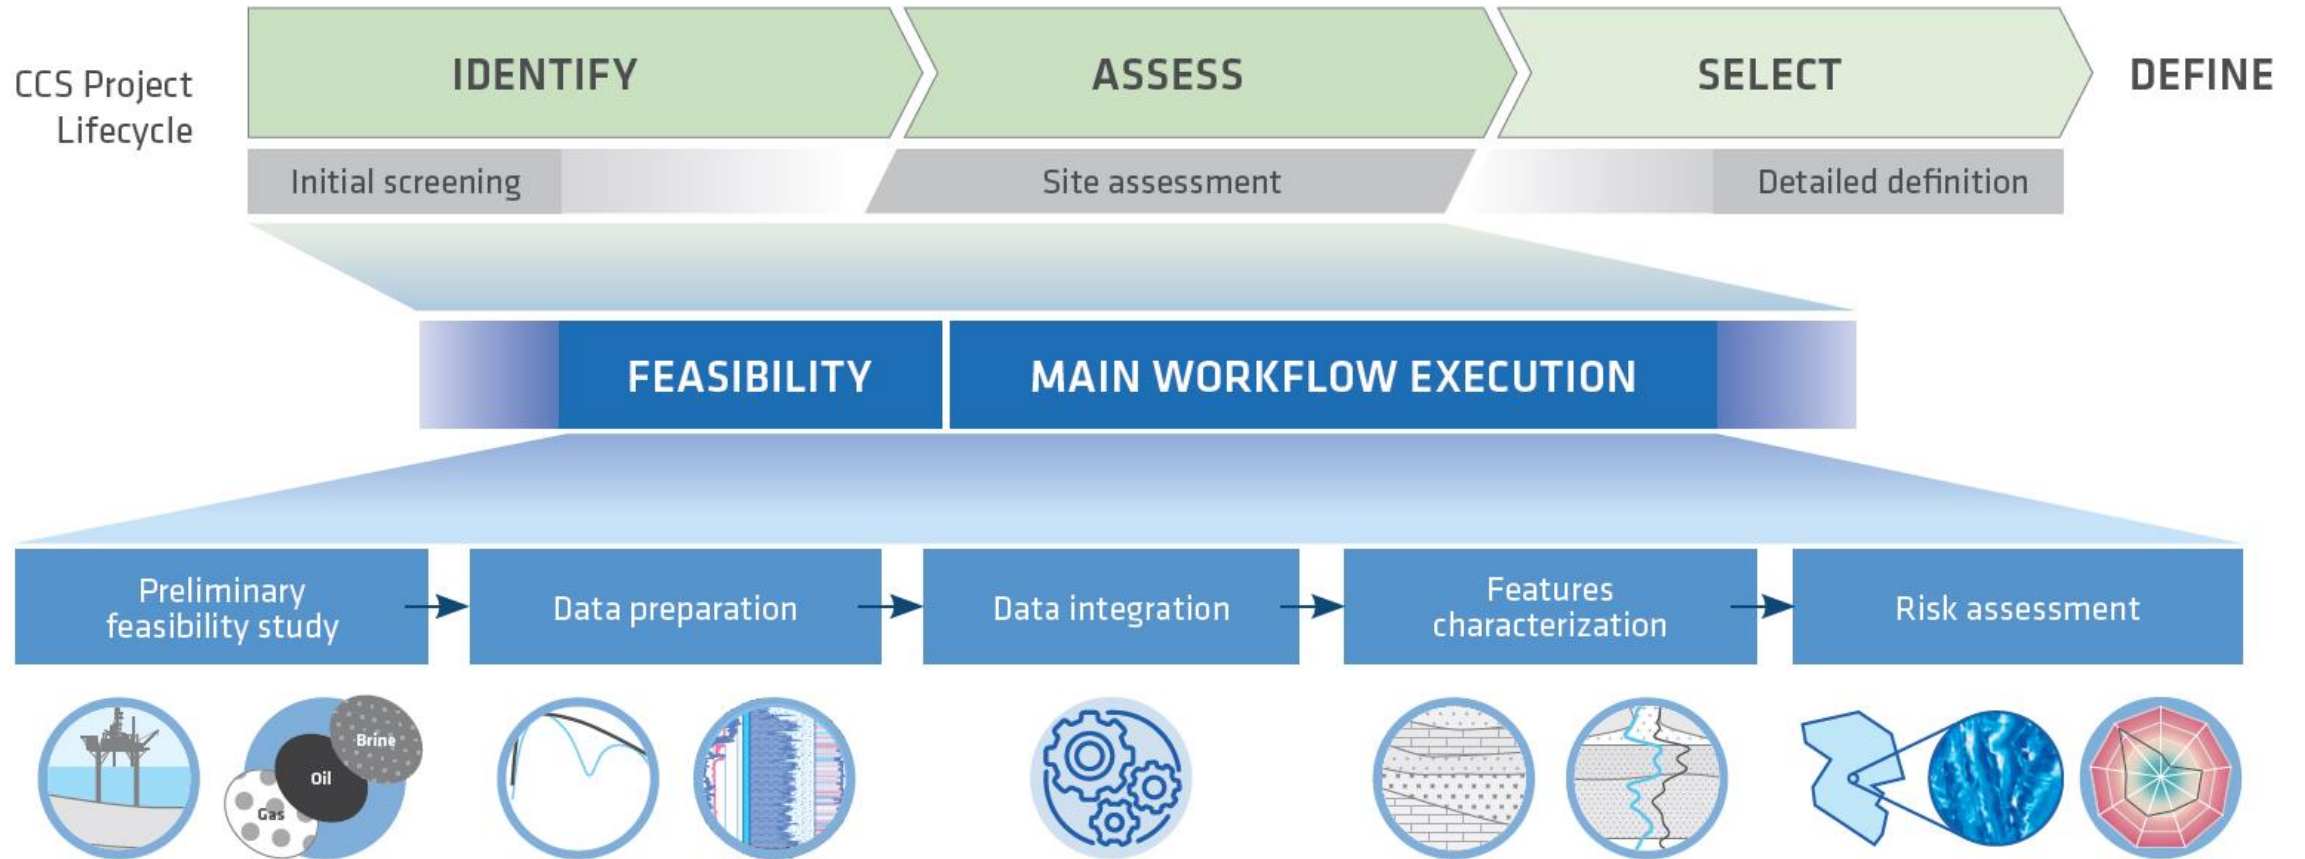 CCS Project
Lifecycle
IDENTIFY
ASSESS
SELECT
DEFINE
Initial screening
Site assessment
Detailed definition
FEASIBILITY
MAIN WORKFLOW EXECUTION
Preliminary
feasibility study
Data preparation
Data integration
Features
characterization
Risk assessment
Brine
Oil
Gas